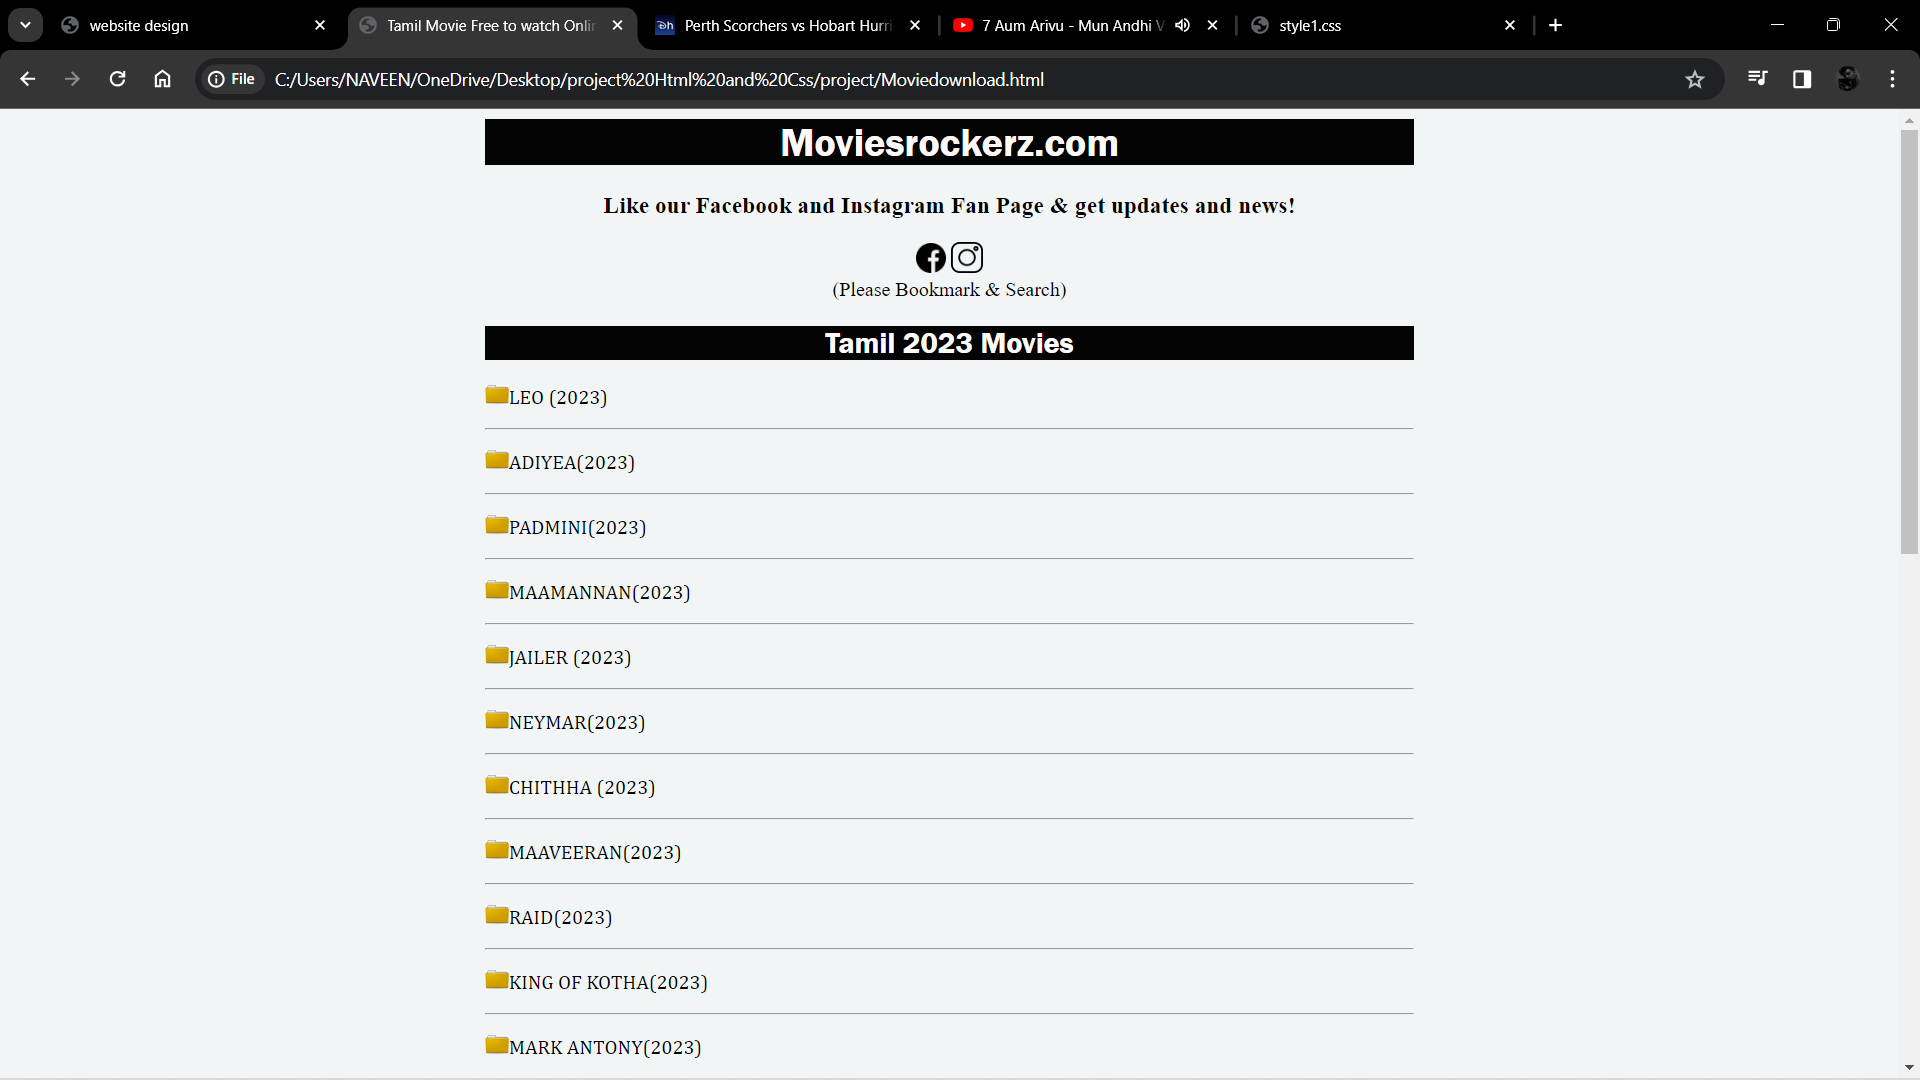 website design
Tamil Movie Free to watch Onlin
Perth Scorchers vs Hobart Hurri
7 Aum Arivu - Mun Andhi V
style1.css
File
C:/Users/NAVEEN/OneDrive/Desktop/project%20Html%20and%20Css/project/Moviedownload.html
Moviesrockerz.com
Like our Facebook and Instagram Fan Page & get updates and news!
(Please Bookmark & Search)
Tamil 2023 Movies
LEO (2023)
ADIYEA(2023)
PADMINI(2023)
MAAMANNAN(2023)
JAILER (2023)
NEYMAR(2023)
CHITHHA (2023)
MAAVEERAN(2023)
RAID(2023)
KING OF KOTHA(2023)
MARK ANTONY(2023)